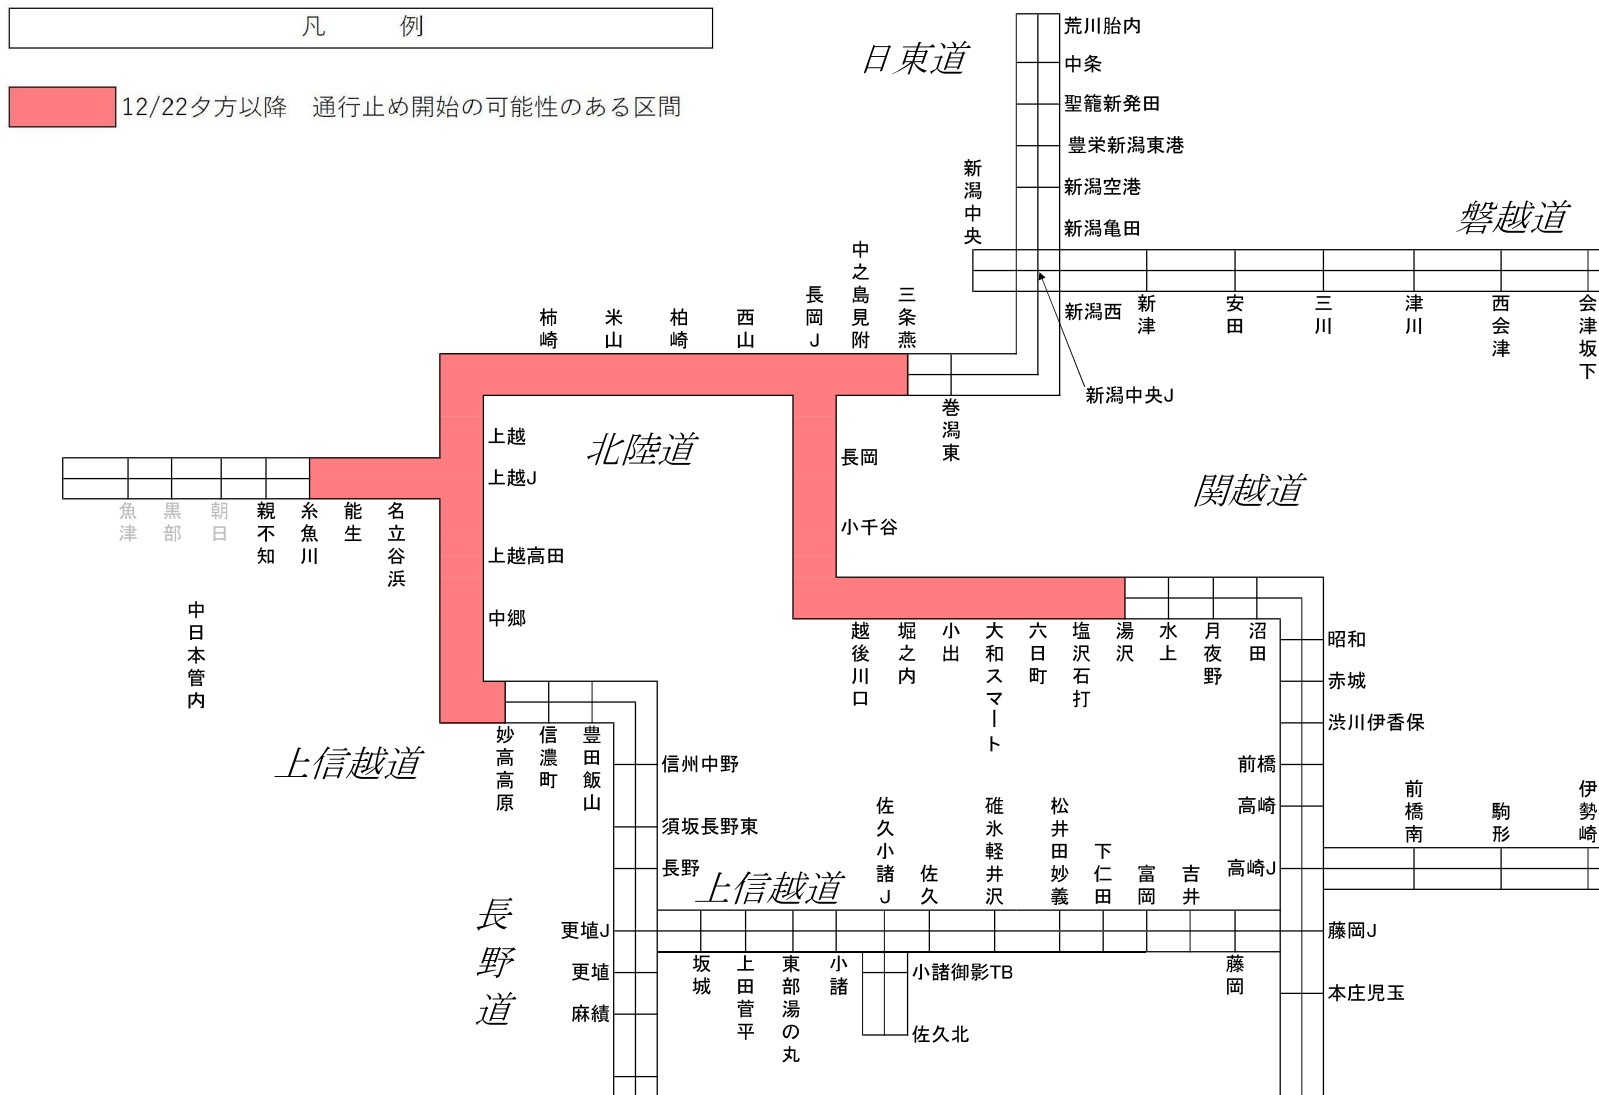 凡 例
12/22夕方以降 通行止め開始の可能性のある区間
日東道
荒川胎内
中条
聖籠新発田
豊栄新潟東港
新潟空港
新潟亀田
新潟中央
磐越道
新潟西
新津
安田
三川
津川
西会津
会津坂下
新潟中央J
柿崎
米山
柏崎
西山
長岡J
中之島見附
三条燕
巻潟東
北陸道
上越
上越J
上越高田
中郷
長岡
小千谷
関越道
魚津
黒部
朝日
親不知
糸魚川
能生
名立谷浜
中日本管内
越後川口
堀之内
小出
大和スマート
六日町
塩沢石打
湯沢
水上
月夜野
沼田
昭和
赤城
渋川伊香保
前橋
高崎
高崎J
藤岡J
本庄児玉
前橋南
駒形
伊勢崎
上信越道
妙高高原
信濃町
豊田飯山
信州中野
須坂長野東
長野
上信越道
佐久小諸J
佐久
碓氷軽井沢
松井田妙義
下仁田
富岡
吉井
長野道
更埴J
更埴
麻績
坂城
上田菅平
東部湯の丸
小諸
小諸御影TB
佐久北
藤岡